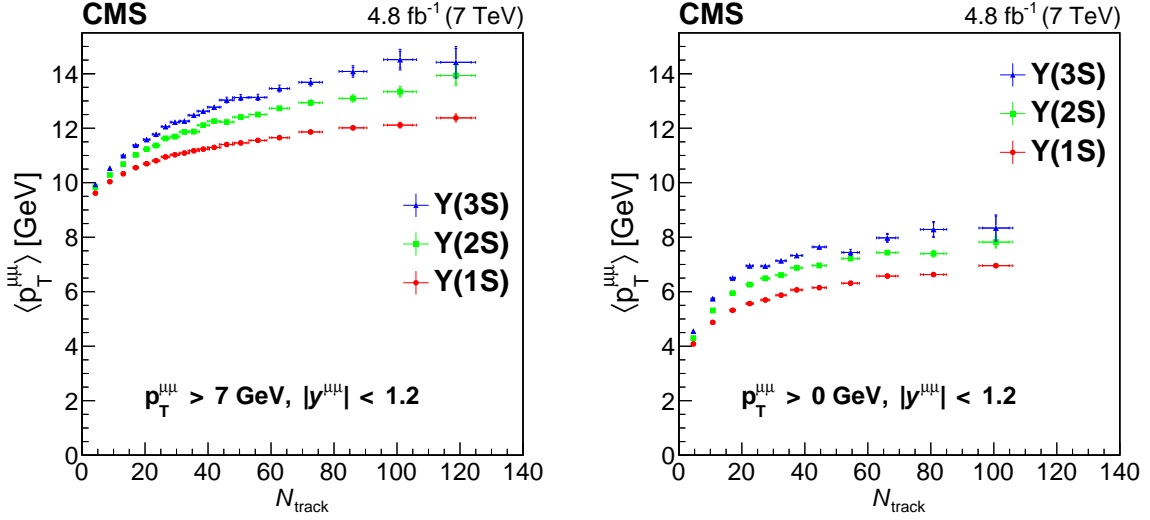 CMS 4.8 fb⁻¹ (7 TeV)
⟨p_T^μμ⟩ [GeV]
14
12
10
8
6
4
2
0
Y(3S)
Y(2S)
Y(1S)
p_T^μμ > 7 GeV, |y^μμ| < 1.2
0 20 40 60 80 100 120 140
N_track
CMS 4.8 fb⁻¹ (7 TeV)
⟨p_T^μμ⟩ [GeV]
14
12
10
8
6
4
2
0
Y(3S)
Y(2S)
Y(1S)
p_T^μμ > 0 GeV, |y^μμ| < 1.2
0 20 40 60 80 100 120 140
N_track